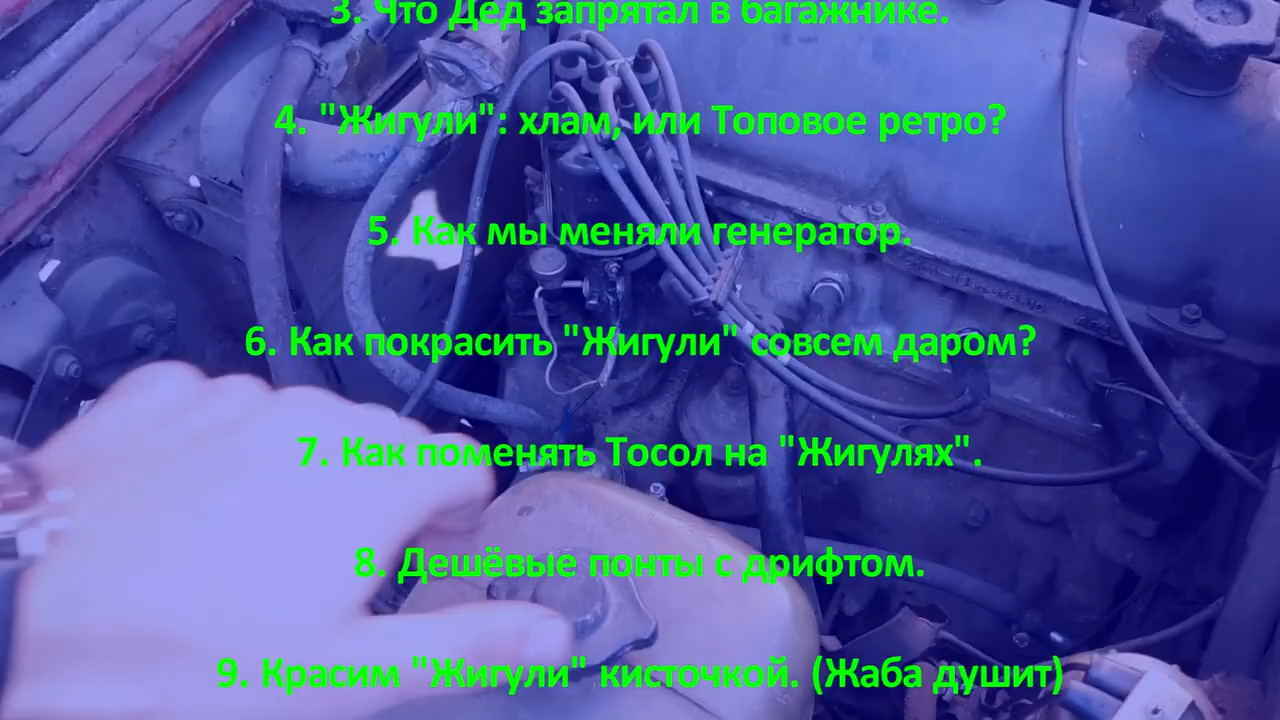 3. Что Дед запрятал в багажнике.
4. "Жигули": хлам, или Топовое ретро?
5. Как мы меняли генератор.
6. Как покрасить "Жигули" совсем даром?
7. Как поменять Тосол на "Жигулях".
8. Дешёвые понты с дрифтом.
9. Красим "Жигули" кисточкой. (Жаба душит)